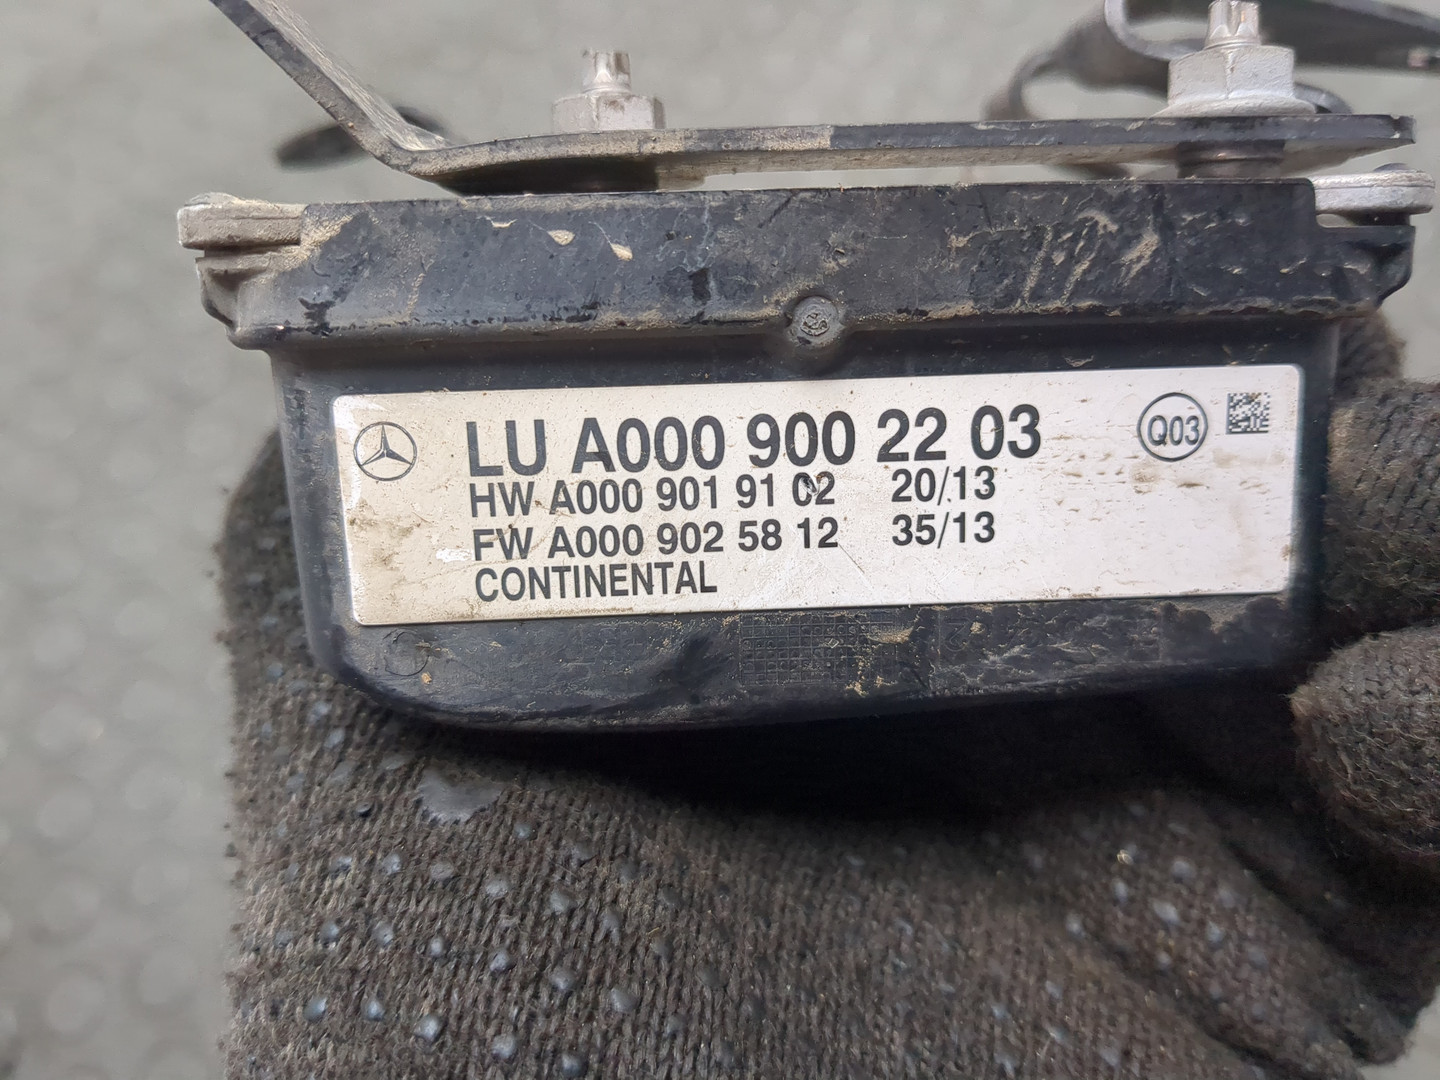 LU A000 900 22 03
HW A000 901 91 02 20/13
FW A000 902 58 12 35/13
CONTINENTAL
Q03